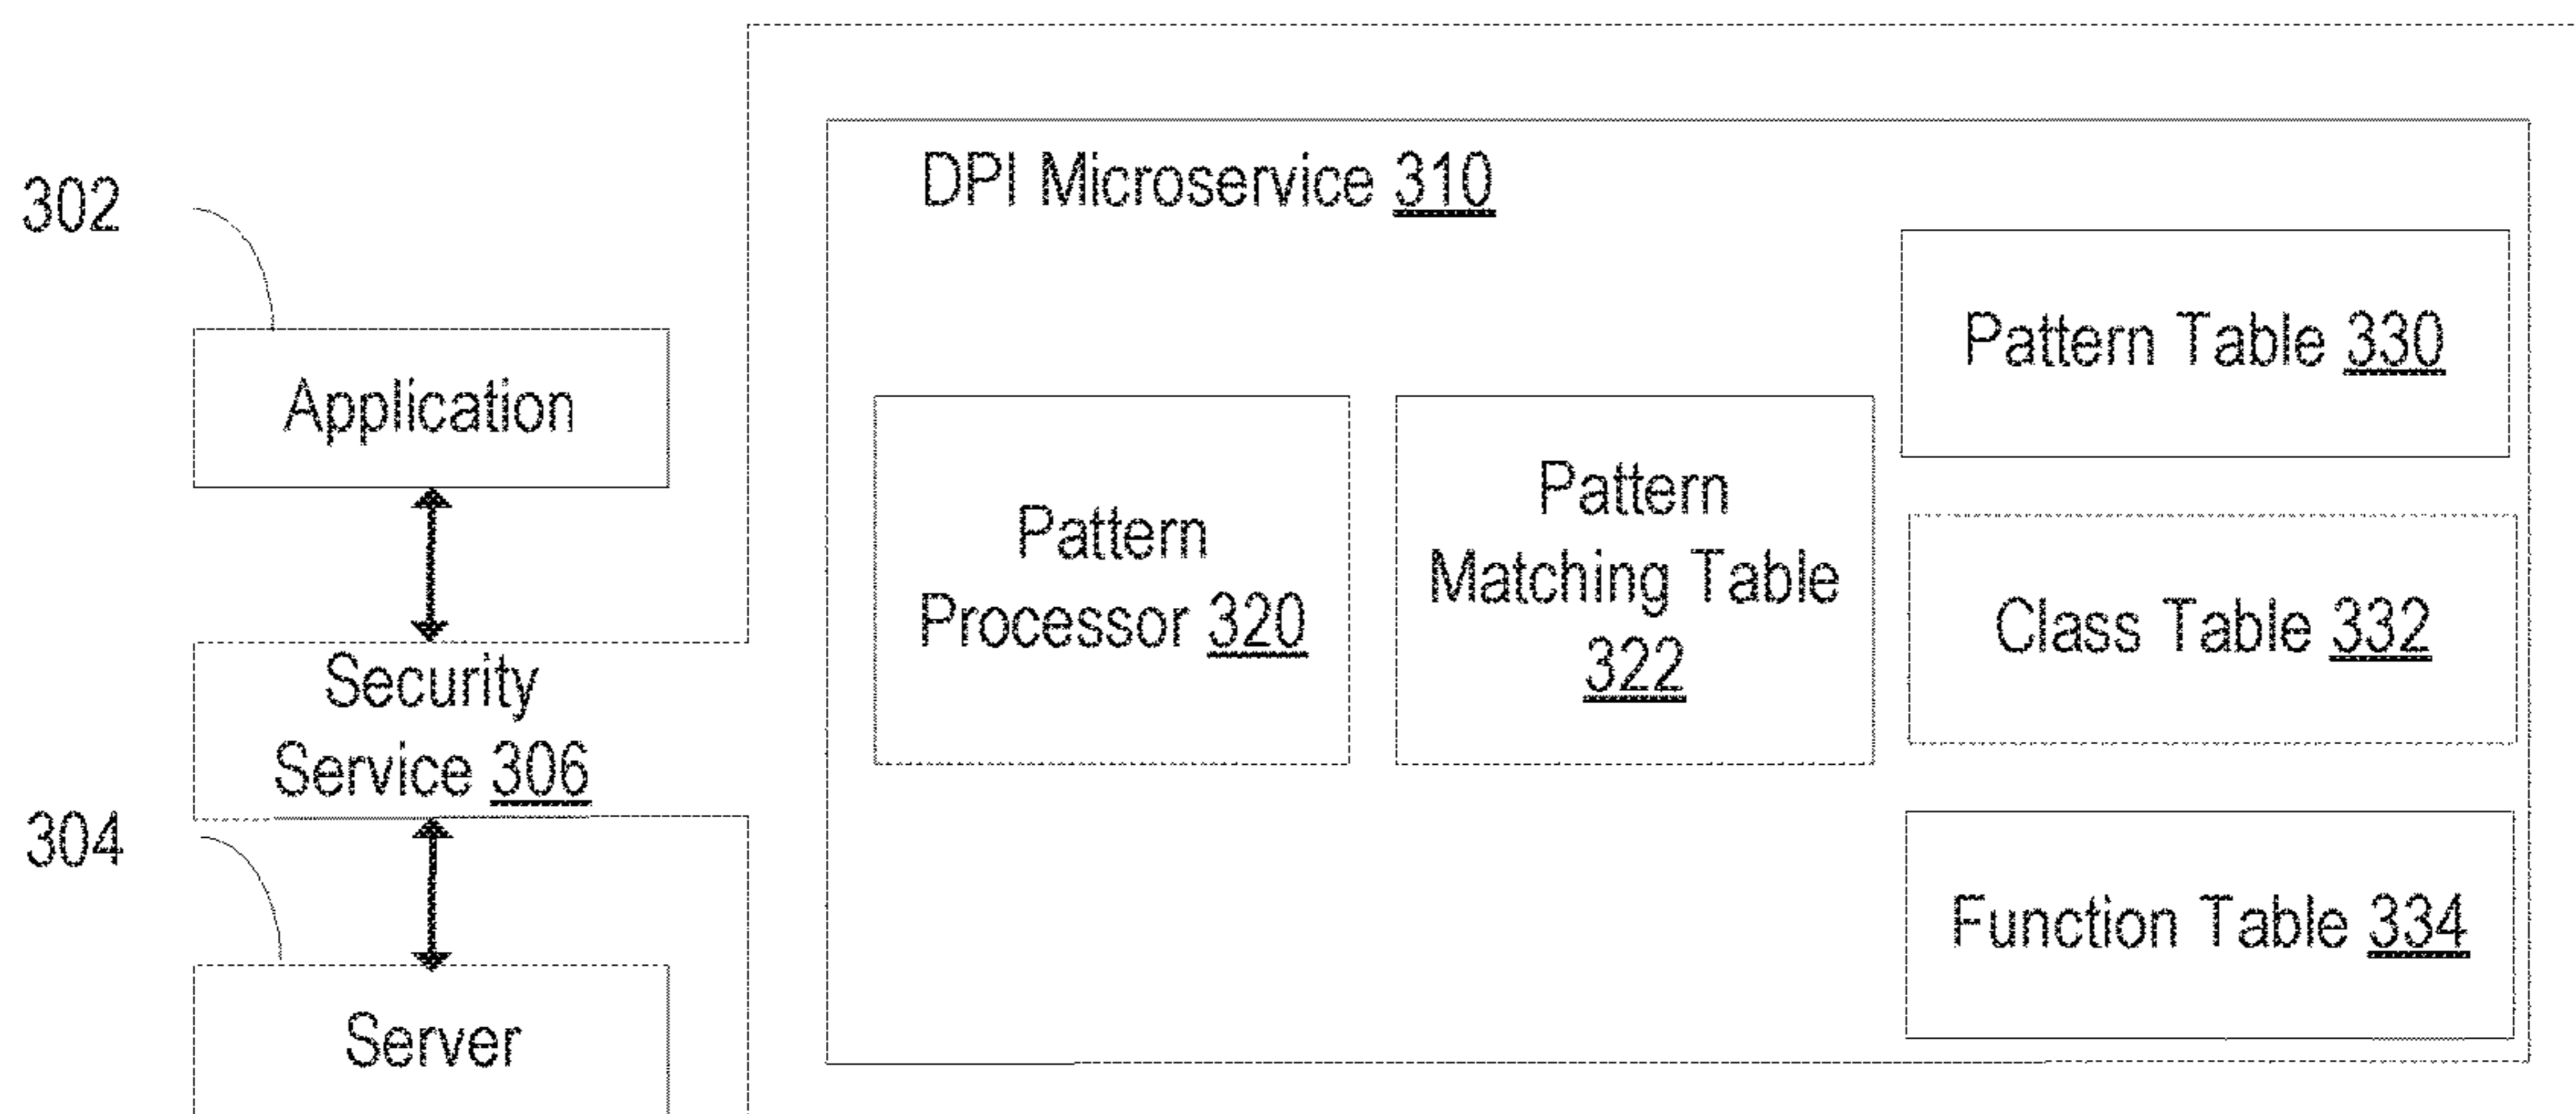 302
Application
Security
Service 306
304
Server
DPI Microservice 310
Pattern
Processor 320
Pattern
Matching Table
322
Pattern Table 330
Class Table 332
Function Table 334